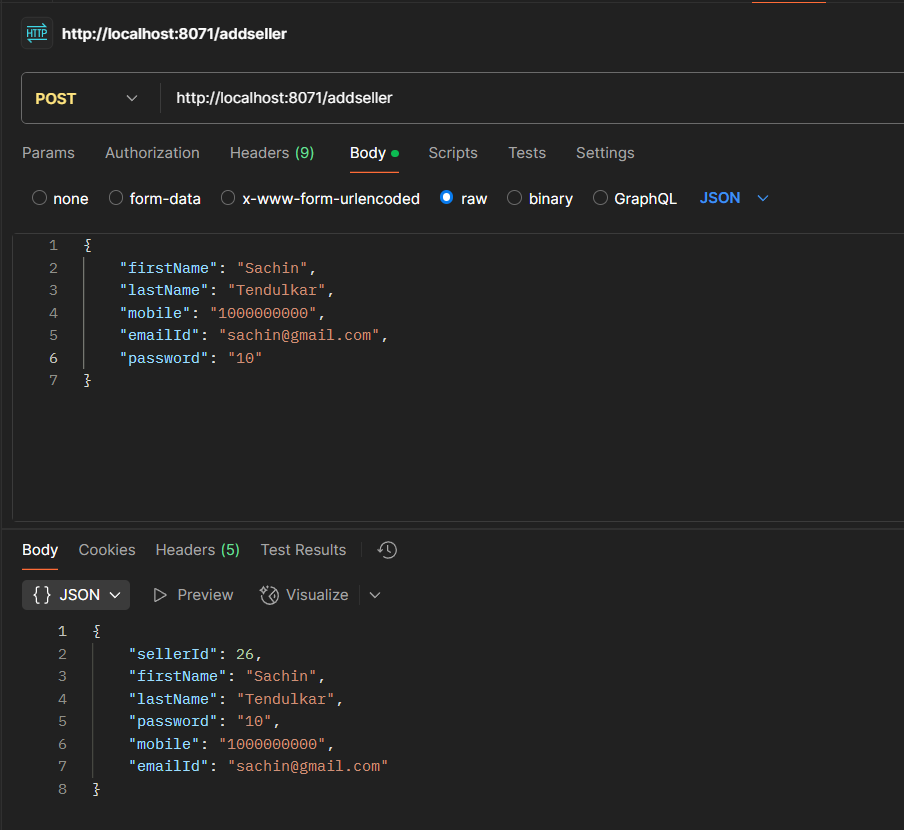 HTTP http://localhost:8071/addseller
POST http://localhost:8071/addseller
Params Authorization Headers (9) Body Scripts Tests Settings
none form-data x-www-form-urlencoded raw binary GraphQL JSON
1 {
2 "firstName": "Sachin",
3 "lastName": "Tendulkar",
4 "mobile": "1000000000",
5 "emailId": "sachin@gmail.com",
6 "password": "10"
7 }
Body Cookies Headers (5) Test Results
{} JSON Preview Visualize
1 {
2 "sellerId": 26,
3 "firstName": "Sachin",
4 "lastName": "Tendulkar",
5 "password": "10",
6 "mobile": "1000000000",
7 "emailId": "sachin@gmail.com"
8 }